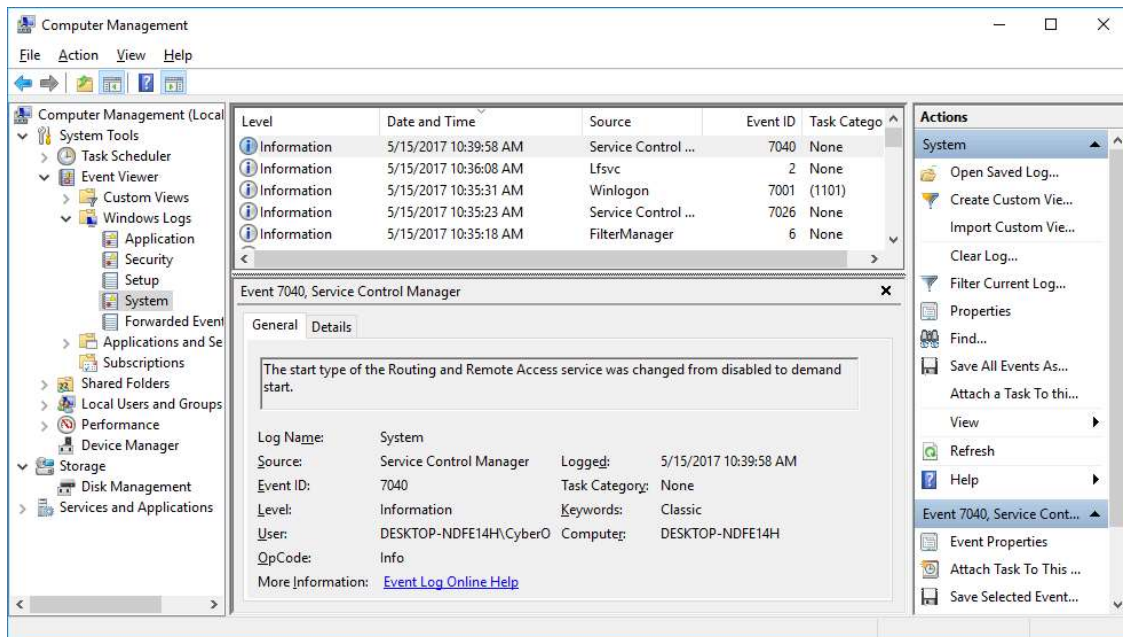 Computer Management
File Action View Help
Computer Management (Local
System Tools
Task Scheduler
Event Viewer
Custom Views
Windows Logs
Application
Security
Setup
System
Forwarded Event
Applications and Se
Subscriptions
Shared Folders
Local Users and Groups
Performance
Device Manager
Storage
Disk Management
Services and Applications
Level Date and Time Source Event ID Task Catego
Information 5/15/2017 10:39:58 AM Service Control ... 7040 None
Information 5/15/2017 10:36:08 AM Lfsvc 2 None
Information 5/15/2017 10:35:31 AM Winlogon 7001 (1101)
Information 5/15/2017 10:35:23 AM Service Control ... 7026 None
Information 5/15/2017 10:35:18 AM FilterManager 6 None
Event 7040, Service Control Manager
General Details
The start type of the Routing and Remote Access service was changed from disabled to demand
start.
Log Name: System
Source: Service Control Manager Logged: 5/15/2017 10:39:58 AM
Event ID: 7040 Task Category: None
Level: Information Keywords: Classic
User: DESKTOP-NDFE14H\CyberO Computer: DESKTOP-NDFE14H
OpCode: Info
More Information: Event Log Online Help
Actions
System
Open Saved Log...
Create Custom Vie...
Import Custom Vie...
Clear Log...
Filter Current Log...
Properties
Find...
Save All Events As...
Attach a Task To thi...
View
Refresh
Help
Event 7040, Service Cont...
Event Properties
Attach Task To This ...
Save Selected Event...